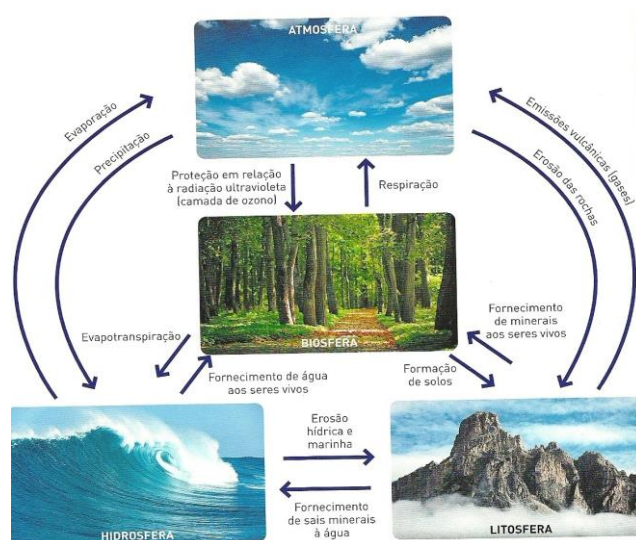 ATMOSFERA
Evaporação
Precipitação
Proteção em relação
à radiação ultravioleta
(camada de ozono)
Respiração
Emissões vulcânicas (gases)
Erosão das rochas
BIOSFERA
Evapotranspiração
Fornecimento de água
aos seres vivos
Fornecimento
de minerais
aos seres vivos
Formação
de solos
HIDROSFERA
Erosão
hídrica e
marinha
Fornecimento
de sais minerais
à água
LITOSFERA